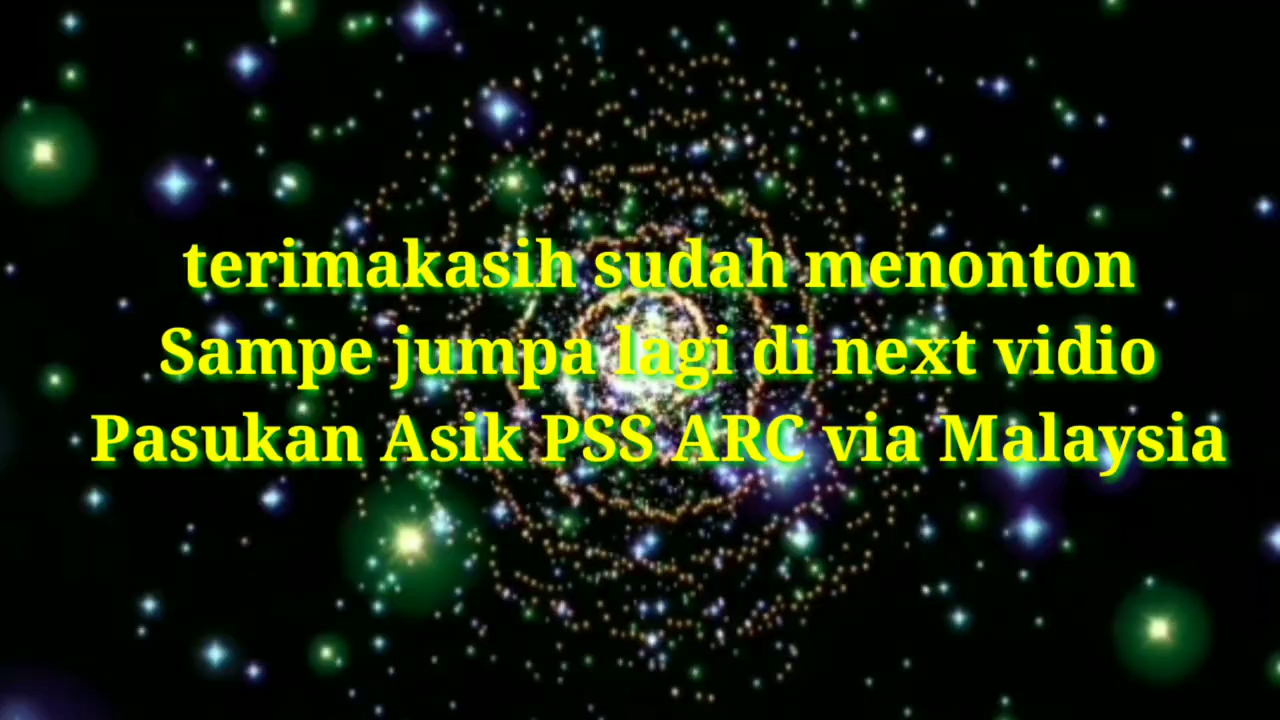 terimakasih sudah menonton
Sampe jumpa lagi di next vidio
Pasukan Asik PSS ARC via Malaysia